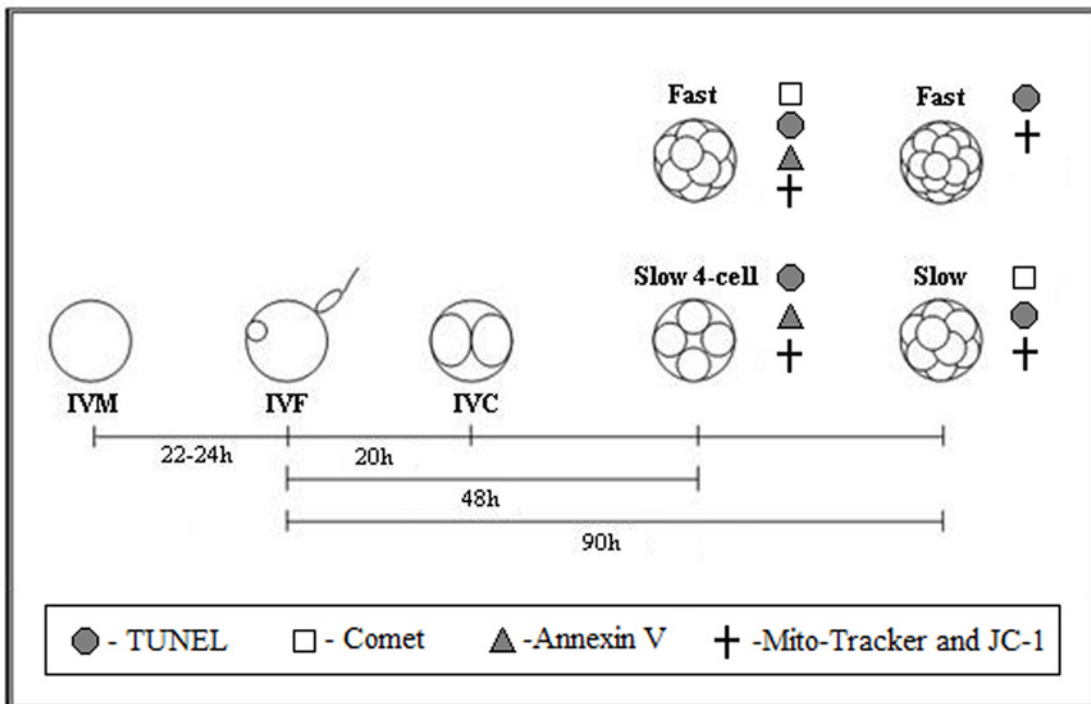 Fast
Fast
Slow 4-cell
Slow
IVM
IVF
IVC
22-24h
20h
48h
90h
- TUNEL
- Comet
-Annexin V
-Mito-Tracker and JC-1